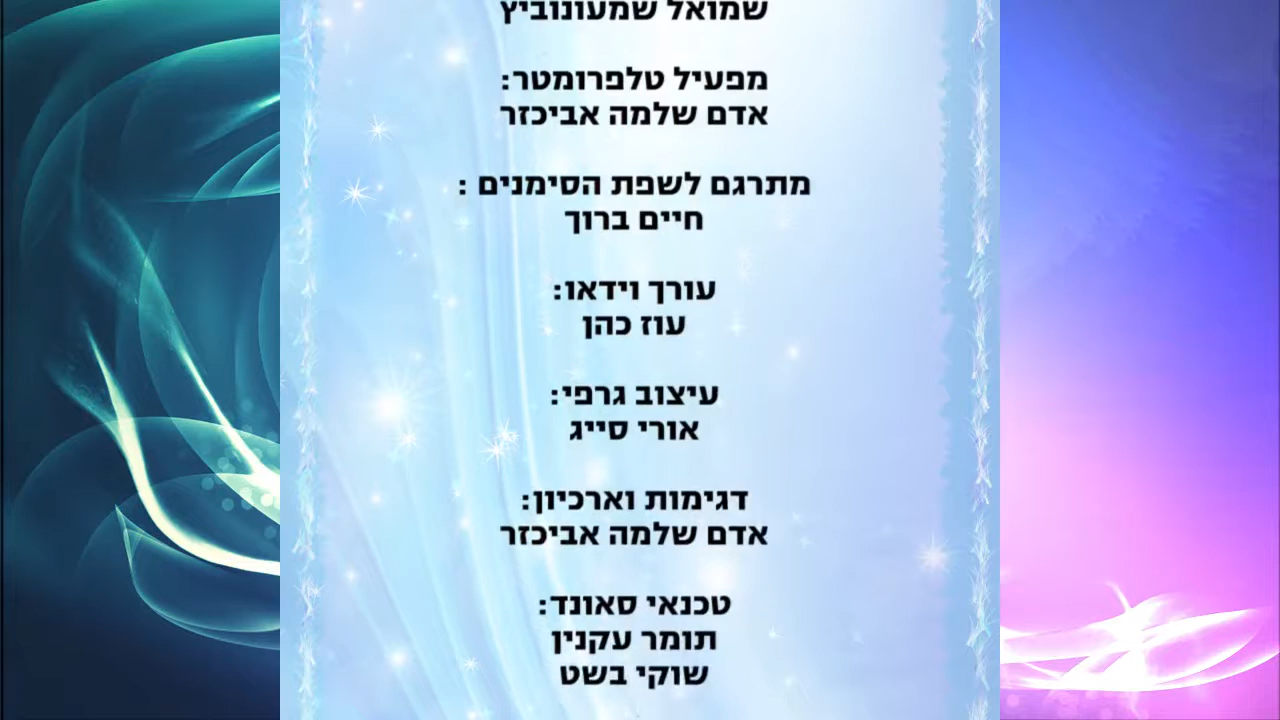 שמואל שמעונוביץ
מפעיל טלפרומטר:
אדם שלמה אביכזר
מתרגם לשפת הסימנים :
חיים ברוך
עורך וידאו:
עוז כהן
עיצוב גרפי:
אורי סייג
דגימות וארכיון:
אדם שלמה אביכזר
טכנאי סאונד:
תומר עקנין
שוקי בשט